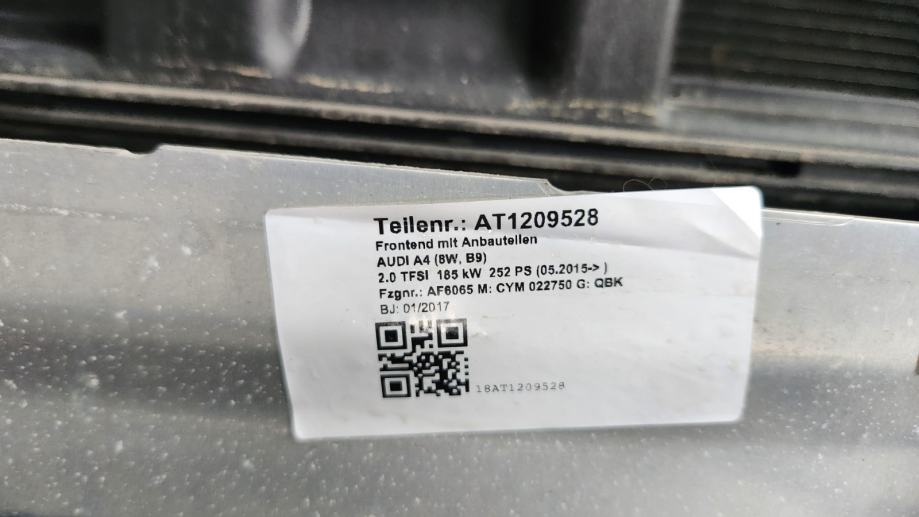 Teilenr.: AT1209528
Frontend mit Anbauteilen
AUDI A4 (8W, B9)
2.0 TFSI 185 kW 252 PS (05.2015-> )
Fzgnr.: AF6065 M: CYM 022750 G: QBK
BJ: 01/2017
18AT1209528